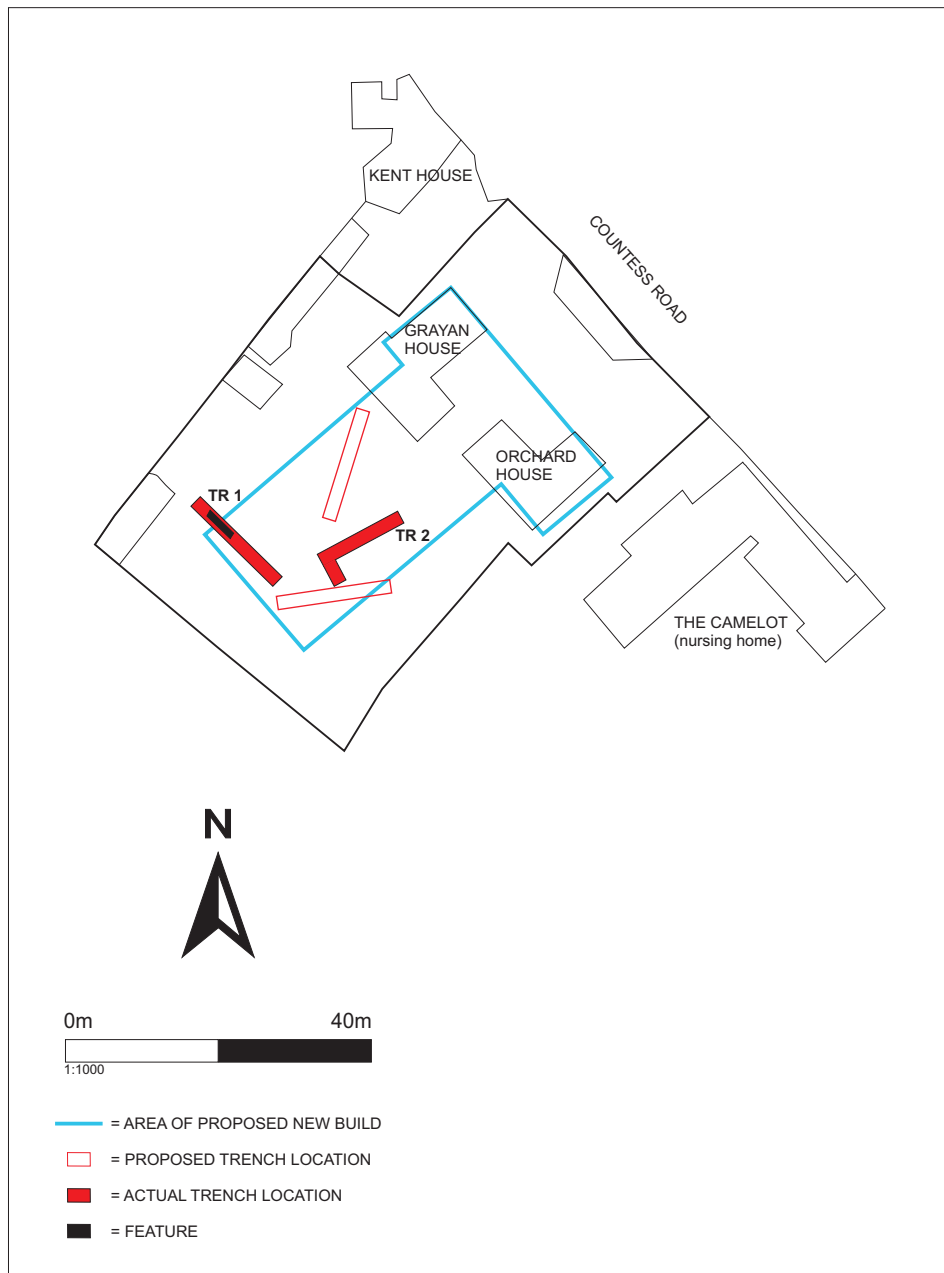 KENT HOUSE
COUNTESS ROAD
GRAYAN
HOUSE
ORCHARD
HOUSE
TR 1
TR 2
THE CAMELOT
(nursing home)
N
0m 40m
1:1000
= AREA OF PROPOSED NEW BUILD
= PROPOSED TRENCH LOCATION
= ACTUAL TRENCH LOCATION
= FEATURE